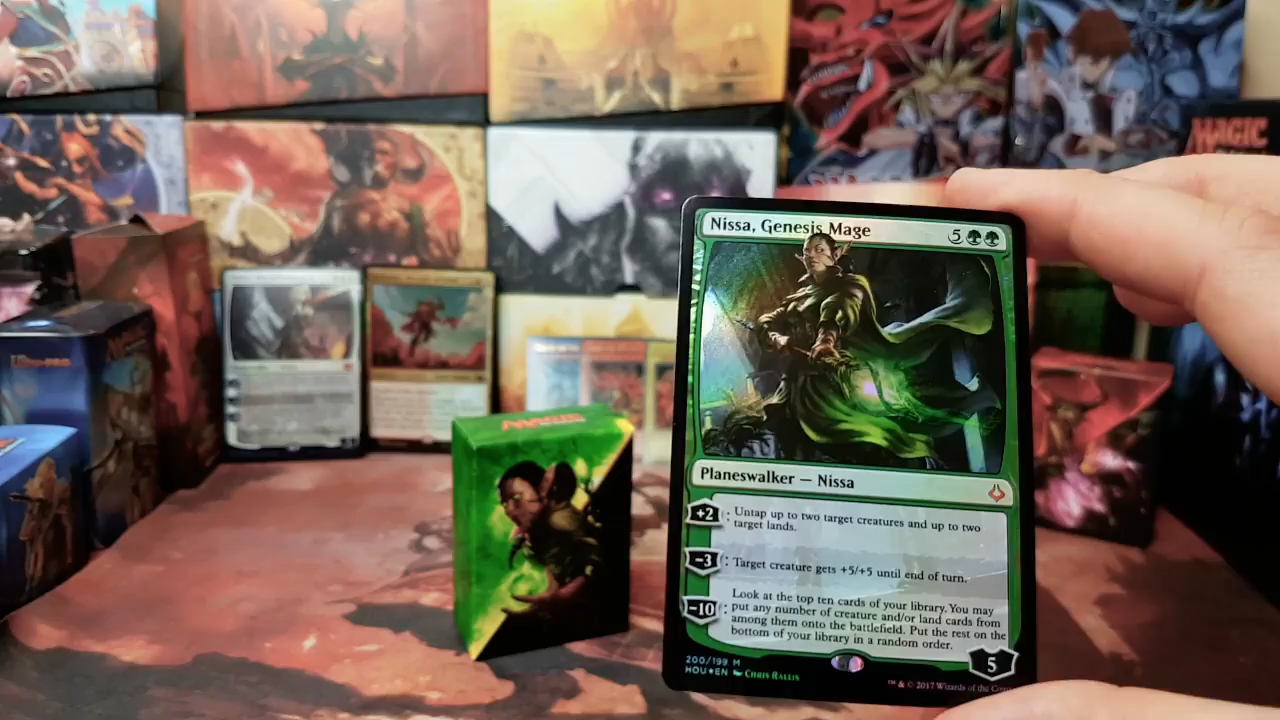 MAGIC
Nissa, Genesis Mage
5
Planeswalker — Nissa
+2: Untap up to two target creatures and up to two
target lands.
−3: Target creature gets +5/+5 until end of turn.
−10: Look at the top ten cards of your library. You may
put any number of creature and/or land cards from
among them onto the battlefield. Put the rest on the
bottom of your library in a random order.
5
200/199 M
HOU★EN Chris Rallis
™ & © 2017 Wizards of the
Ultra·PRO
MAGIC